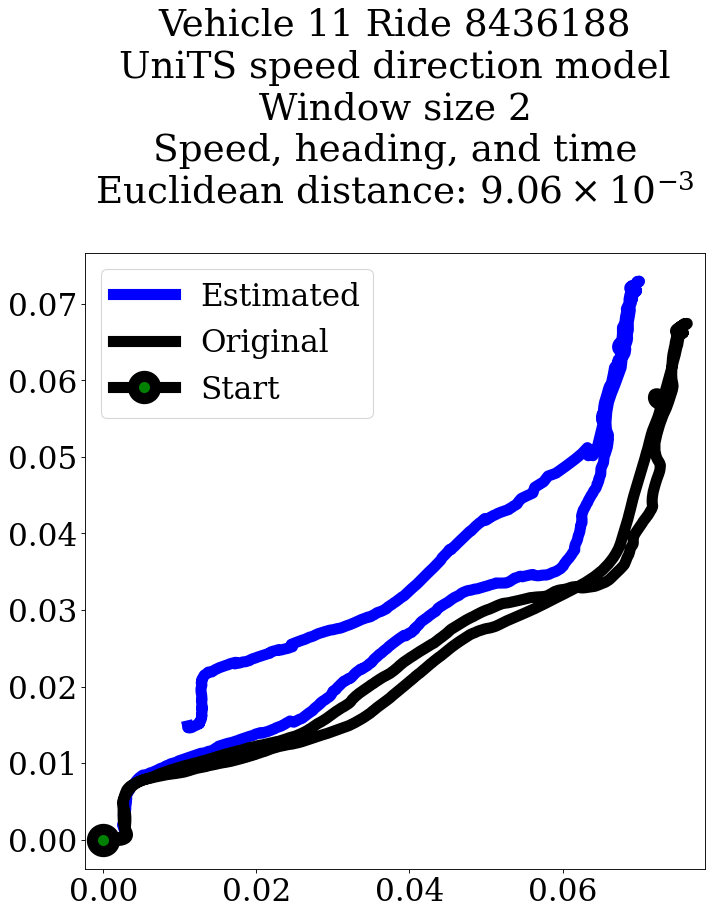 Vehicle 11 Ride 8436188
UniTS speed direction model
Window size 2
Speed, heading, and time
Euclidean distance: 9.06 × 10⁻³
Estimated
Original
Start
0.07
0.06
0.05
0.04
0.03
0.02
0.01
0.00
0.00 0.02 0.04 0.06